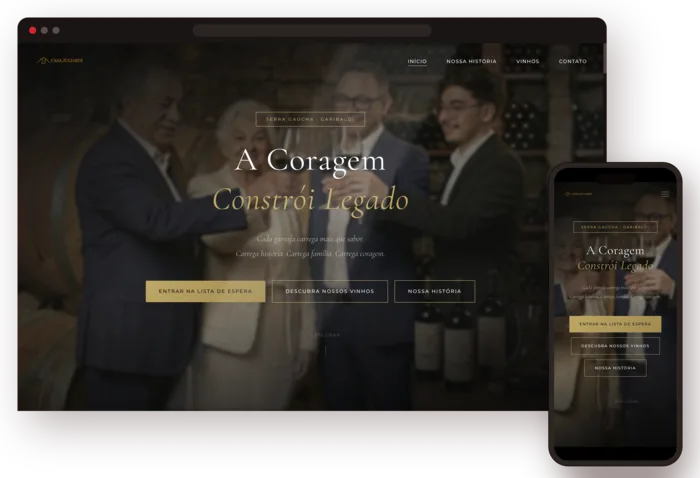 INÍCIO
NOSSA HISTÓRIA
VINHOS
CONTATO
SERRA GAÚCHA · GARIBALDI
A Coragem
Constrói Legado
Cada garrafa carrega mais que sabor.
Carrega história. Carrega família. Carrega coragem.
ENTRAR NA LISTA DE ESPERA
DESCUBRA NOSSOS VINHOS
NOSSA HISTÓRIA
SERRA GAÚCHA · GARIBALDI
A Coragem
Constrói Legado
ENTRAR NA LISTA DE ESPERA
DESCUBRA NOSSOS VINHOS
NOSSA HISTÓRIA